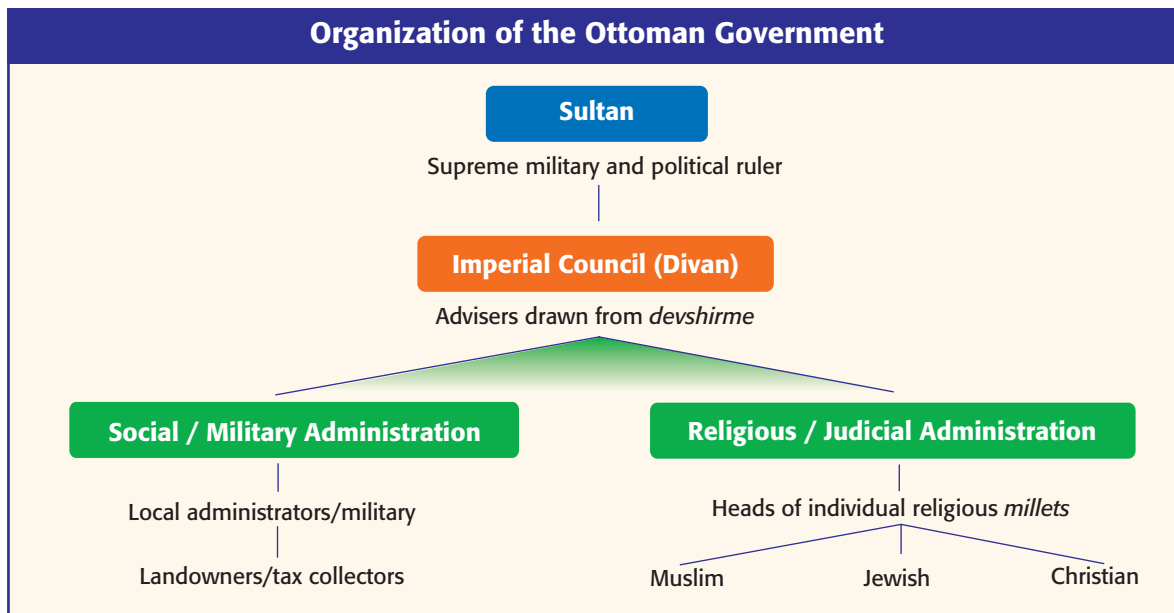 Organization of the Ottoman Government
Sultan
Supreme military and political ruler
Imperial Council (Divan)
Advisers drawn from devshirme
Social / Military Administration
Local administrators/military
Landowners/tax collectors
Religious / Judicial Administration
Heads of individual religious millets
Muslim
Jewish
Christian